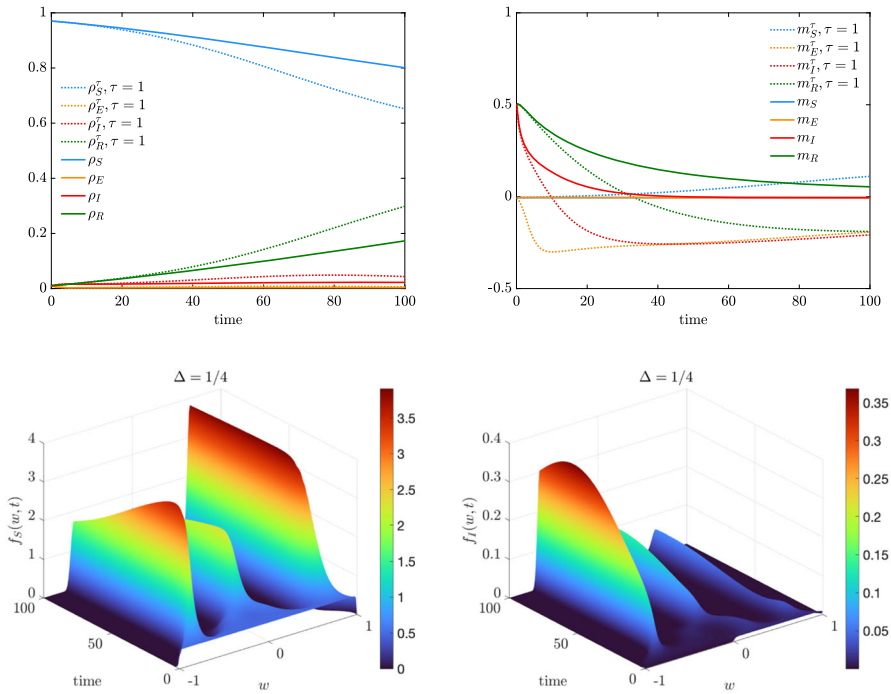 1
0.8
0.6
0.4
0.2
0
0 20 40 60 80 100
time
ρ_S^τ, τ = 1
ρ_E^τ, τ = 1
ρ_I^τ, τ = 1
ρ_R^τ, τ = 1
ρ_S
ρ_E
ρ_I
ρ_R
1
0.5
0
-0.5
0 20 40 60 80 100
time
m_S^τ, τ = 1
m_E^τ, τ = 1
m_I^τ, τ = 1
m_R^τ, τ = 1
m_S
m_E
m_I
m_R
Δ = 1/4
f_S(w, t)
4
3
2
1
0
100
50
0
time
-1
0
1
w
3.5
3
2.5
2
1.5
1
0.5
0
Δ = 1/4
f_I(w, t)
0.4
0.3
0.2
0.1
0
100
50
0
time
-1
0
1
w
0.35
0.3
0.25
0.2
0.15
0.1
0.05